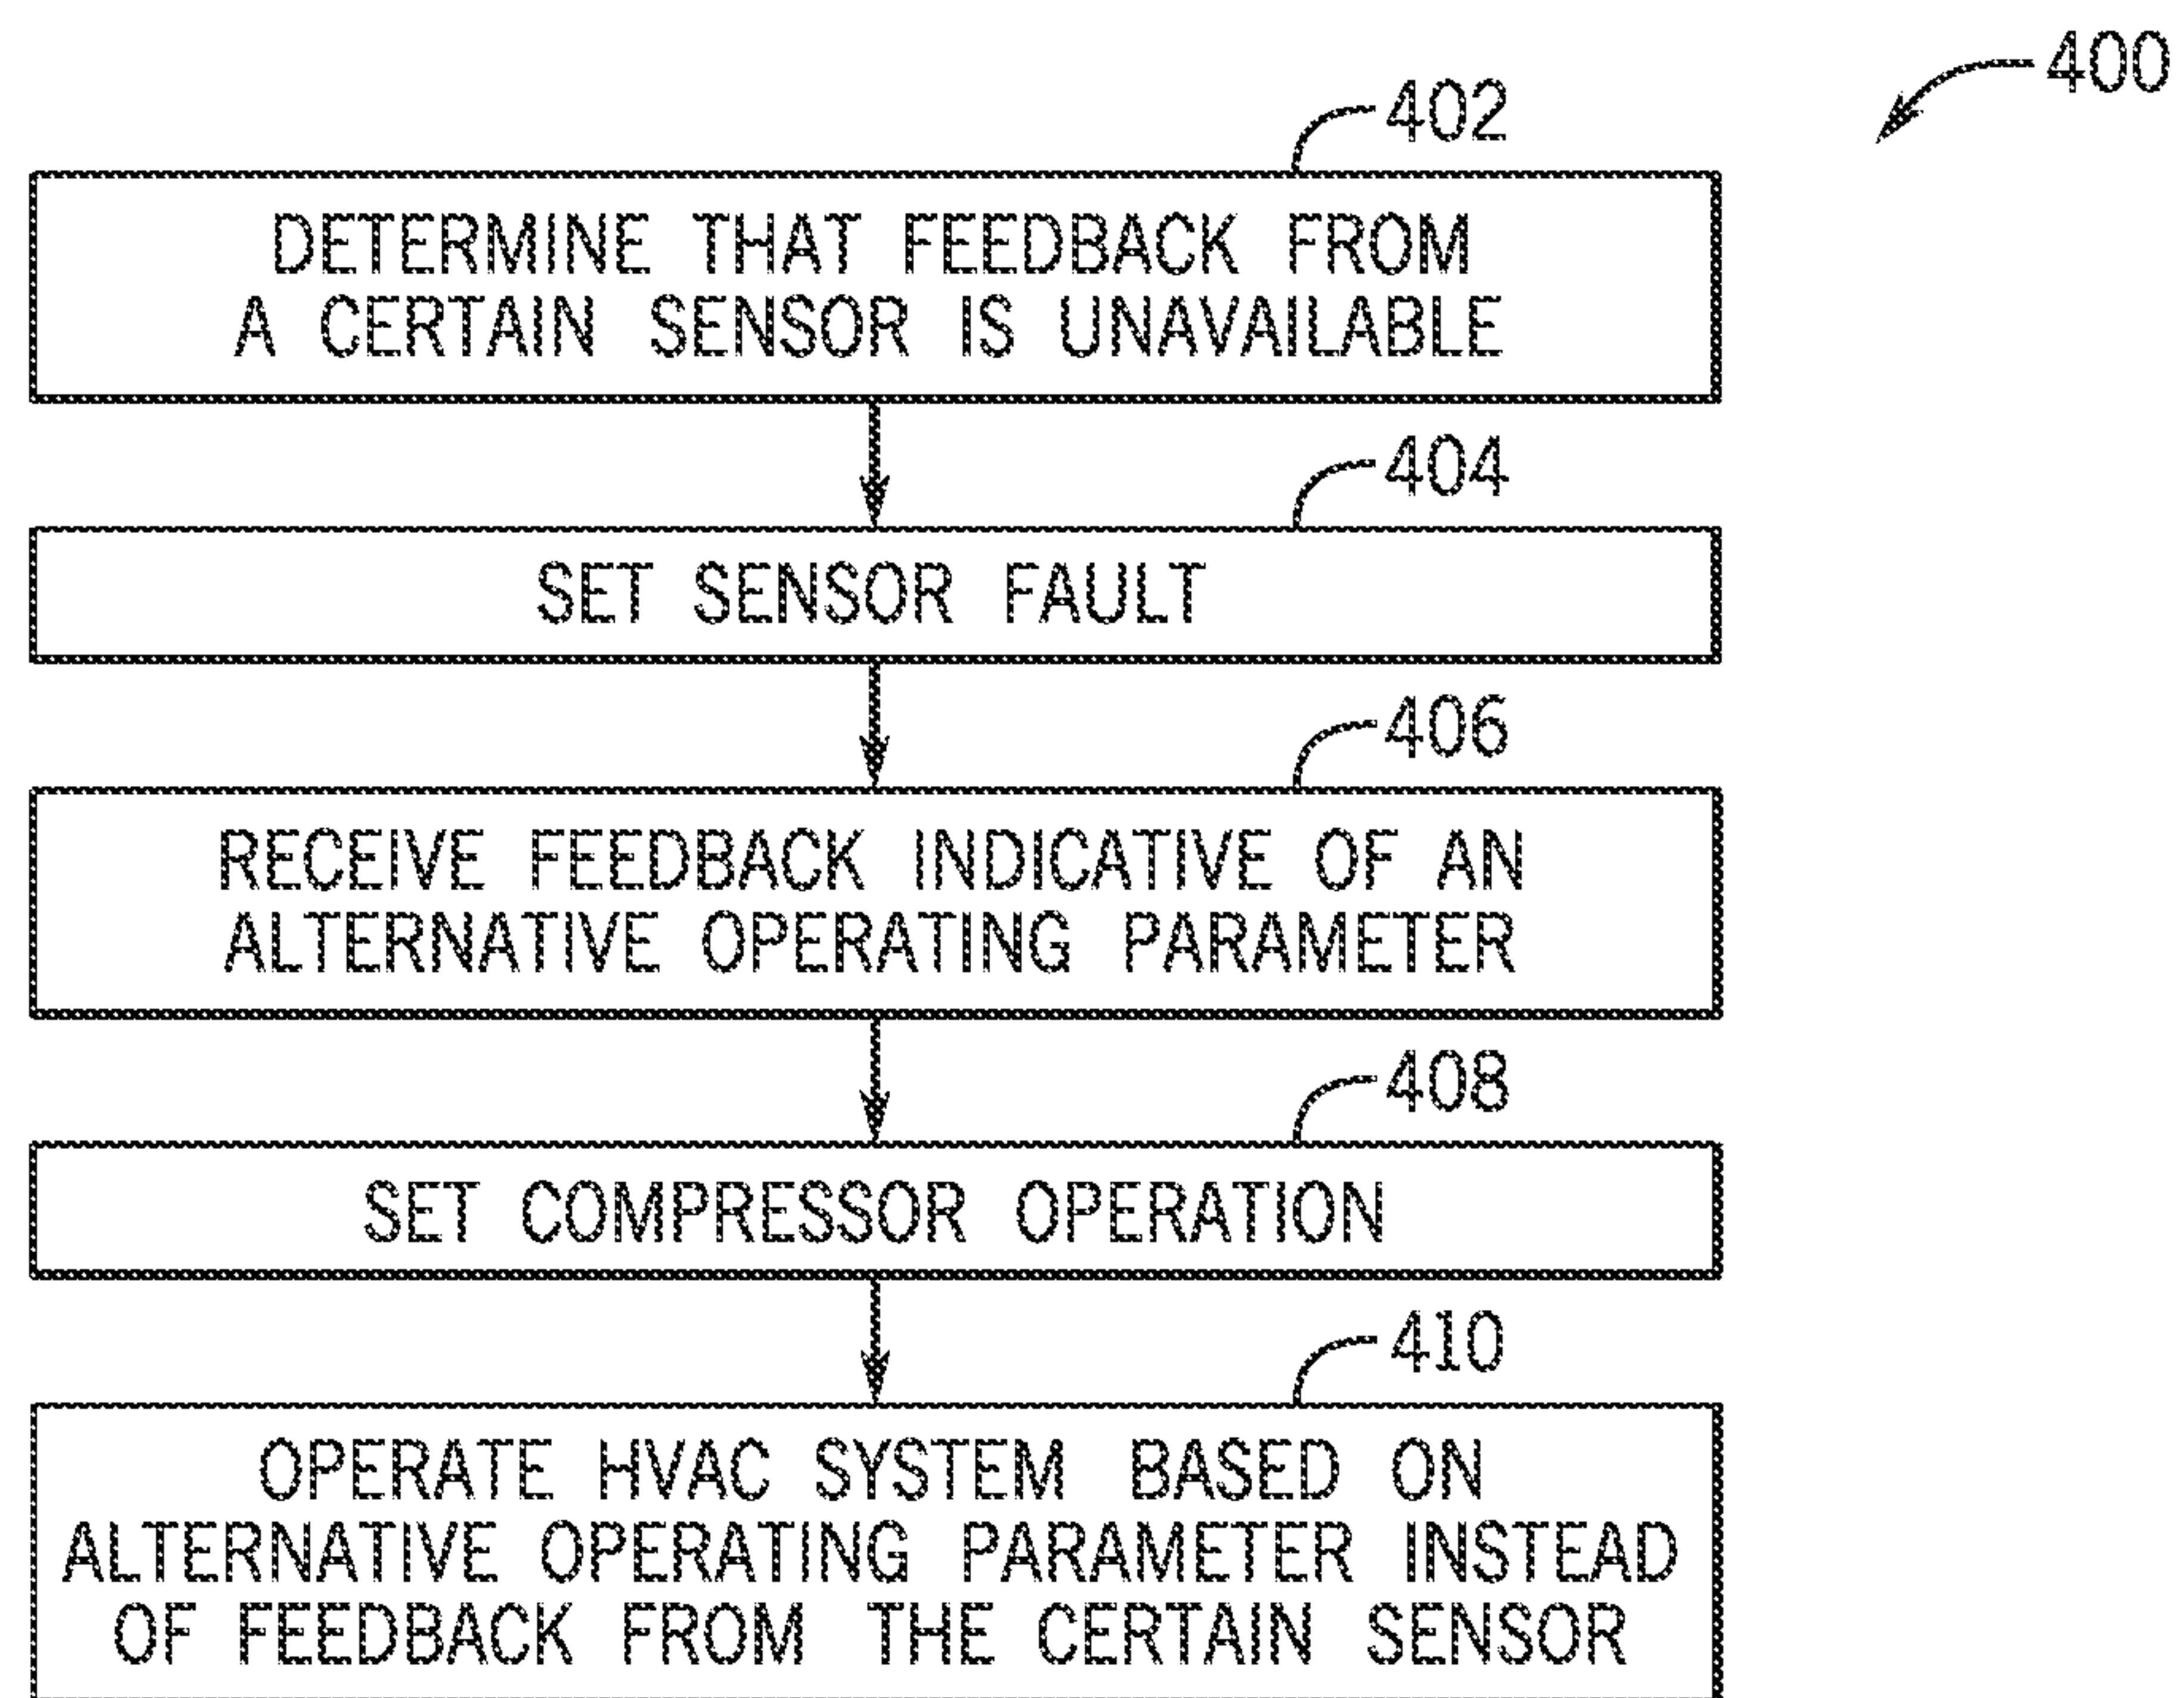 400
402
DETERMINE THAT FEEDBACK FROM
A CERTAIN SENSOR IS UNAVAILABLE
404
SET SENSOR FAULT
406
RECEIVE FEEDBACK INDICATIVE OF AN
ALTERNATIVE OPERATING PARAMETER
408
SET COMPRESSOR OPERATION
410
OPERATE HVAC SYSTEM BASED ON
ALTERNATIVE OPERATING PARAMETER INSTEAD
OF FEEDBACK FROM THE CERTAIN SENSOR